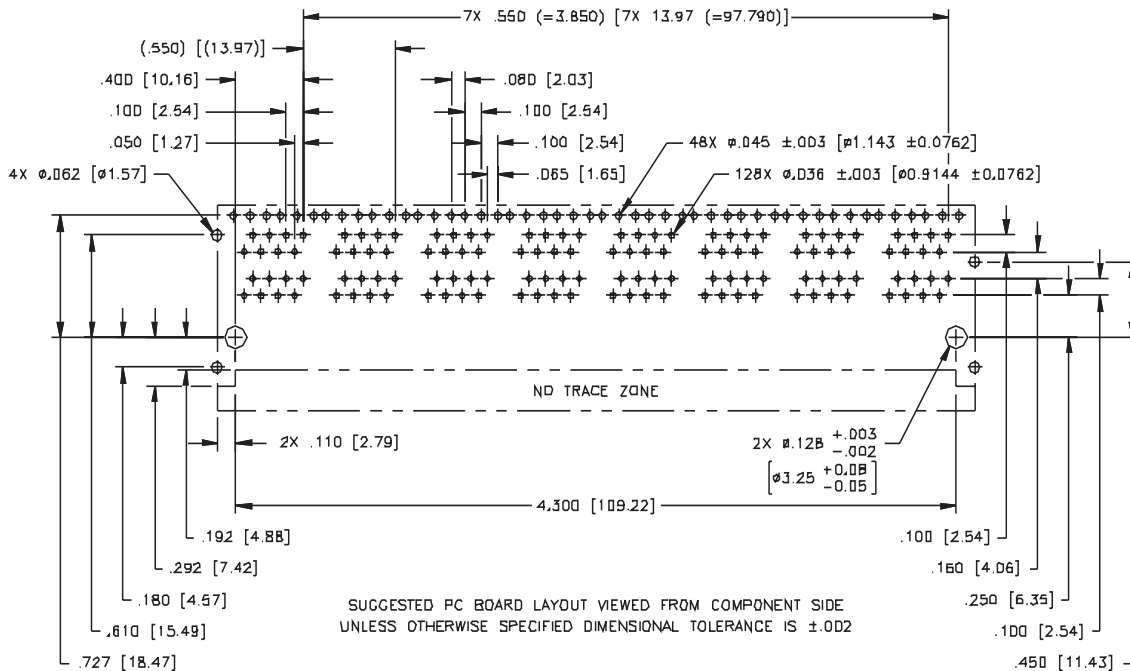 7X .550 (=3.850) [7X 13.97 (=97.790)]
(.550) [(13.97)]
.400 [10.16]
.080 [2.03]
.100 [2.54]
.100 [2.54]
.050 [1.27]
.100 [2.54]
48X ø.045 ±.003 [ø1.143 ±0.0762]
4X ø.062 [ø1.57]
.065 [1.65]
128X ø.036 ±.003 [ø0.9144 ±0.0762]
NO TRACE ZONE
2X .110 [2.79]
2X ø.128 +.003 -.002
[ø3.25 +0.08 -0.05]
4.300 [109.22]
.192 [4.88]
.100 [2.54]
.292 [7.42]
.160 [4.06]
.180 [4.57]
.250 [6.35]
SUGGESTED PC BOARD LAYOUT VIEWED FROM COMPONENT SIDE
.610 [15.49]
UNLESS OTHERWISE SPECIFIED DIMENSIONAL TOLERANCE IS ±.002
.100 [2.54]
.727 [18.47]
.450 [11.43]